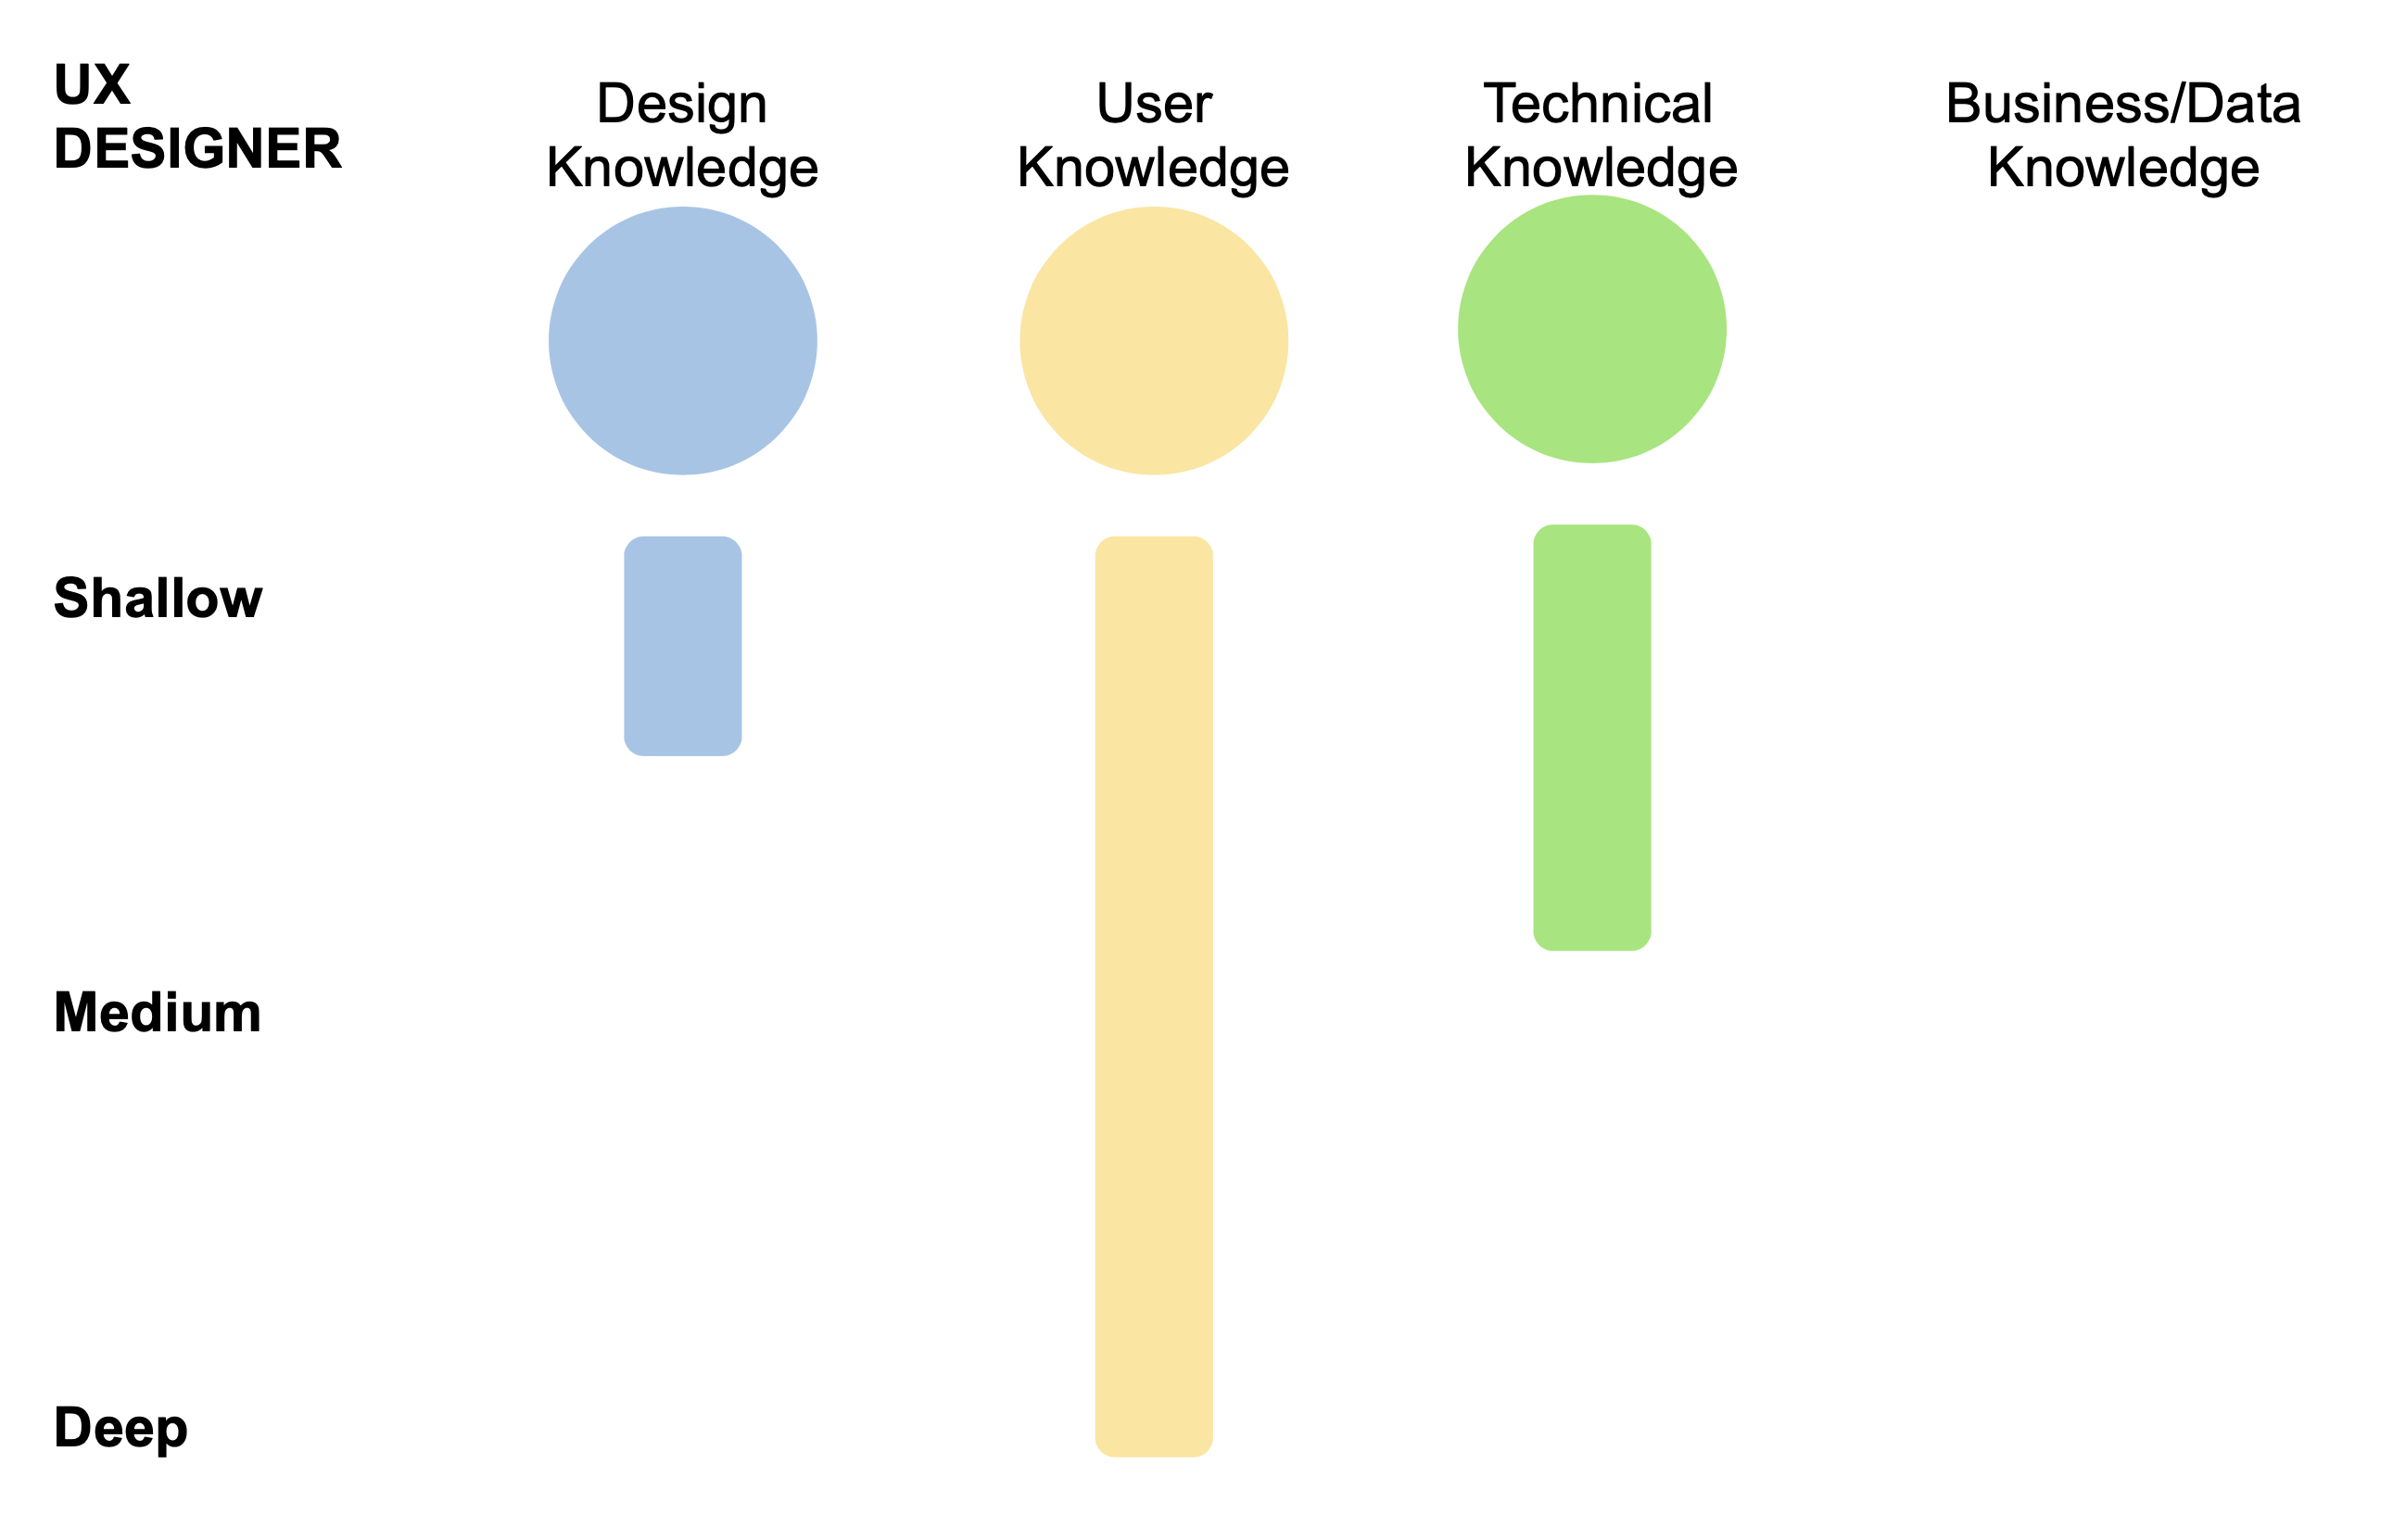 UX
DESIGNER
Design
Knowledge
User
Knowledge
Technical
Knowledge
Business/Data
Knowledge
Shallow
Medium
Deep